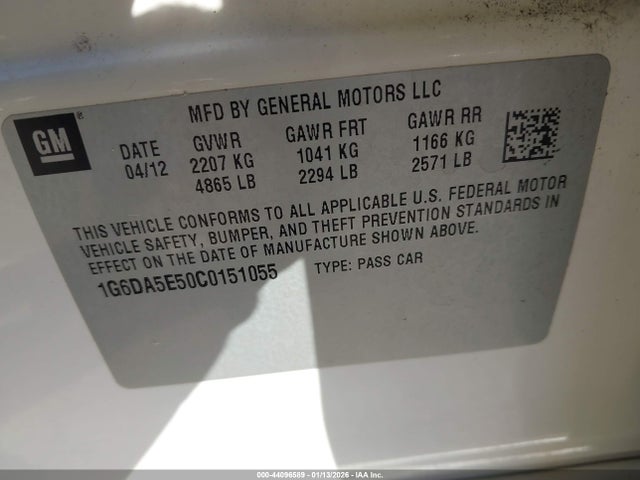 GM
MFD BY GENERAL MOTORS LLC
DATE GVWR GAWR FRT GAWR RR
04/12 2207 KG 1041 KG 1166 KG
4865 LB 2294 LB 2571 LB
THIS VEHICLE CONFORMS TO ALL APPLICABLE U.S. FEDERAL MOTOR
VEHICLE SAFETY, BUMPER, AND THEFT PREVENTION STANDARDS IN
EFFECT ON THE DATE OF MANUFACTURE SHOWN ABOVE.
1G6DA5E50C0151055 TYPE: PASS CAR
000-44096589 - 01/13/2026 - IAA Inc.